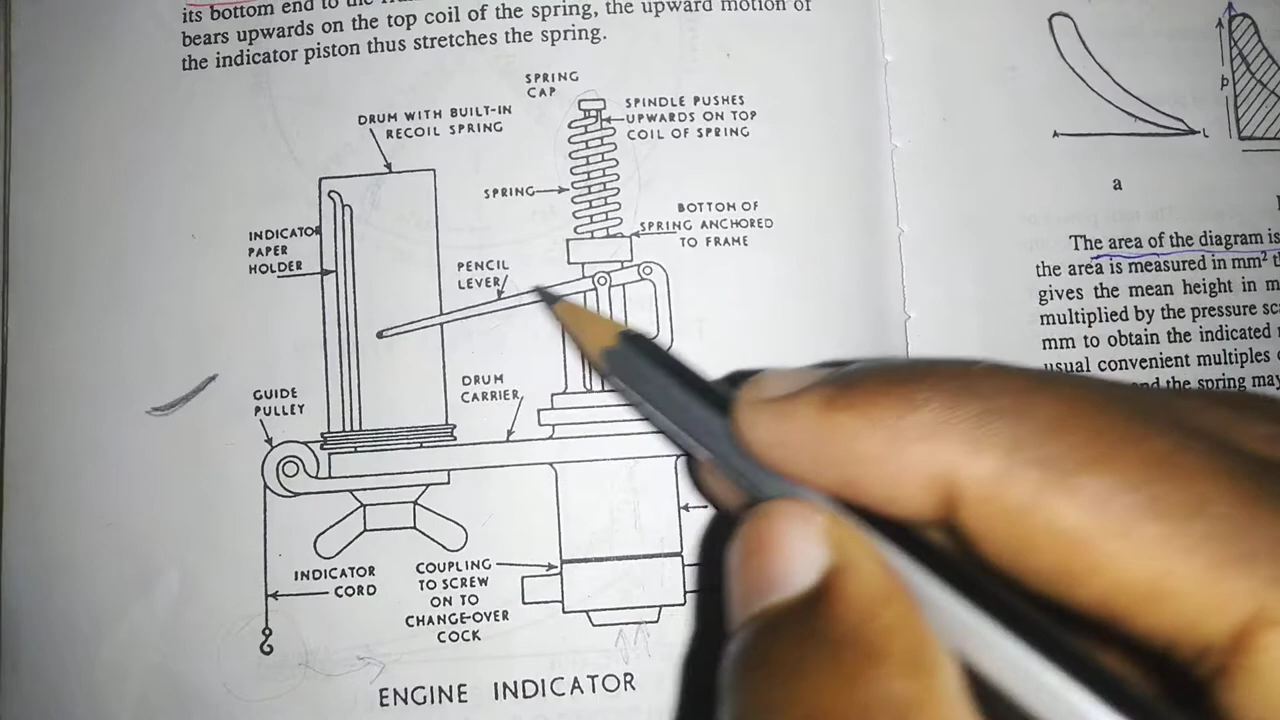 its bottom end to the
bears upwards on the top coil of the spring, the upward motion of
the indicator piston thus stretches the spring.
SPRING
CAP
DRUM WITH BUILT-IN
RECOIL SPRING
SPINDLE PUSHES
UPWARDS ON TOP
COIL OF SPRING
SPRING
BOTTOM OF
SPRING ANCHORED
TO FRAME
INDICATOR
PAPER
HOLDER
PENCIL
LEVER
GUIDE
PULLEY
DRUM
CARRIER
INDICATOR
CORD
COUPLING
TO SCREW
ON TO
CHANGE-OVER
COCK
ENGINE INDICATOR
p
A
L
a
The area of the diagram is
the area is measured in mm²
gives the mean height in
multiplied by the pressure
mm to obtain the indicated
usual convenient multiples
and the spring may